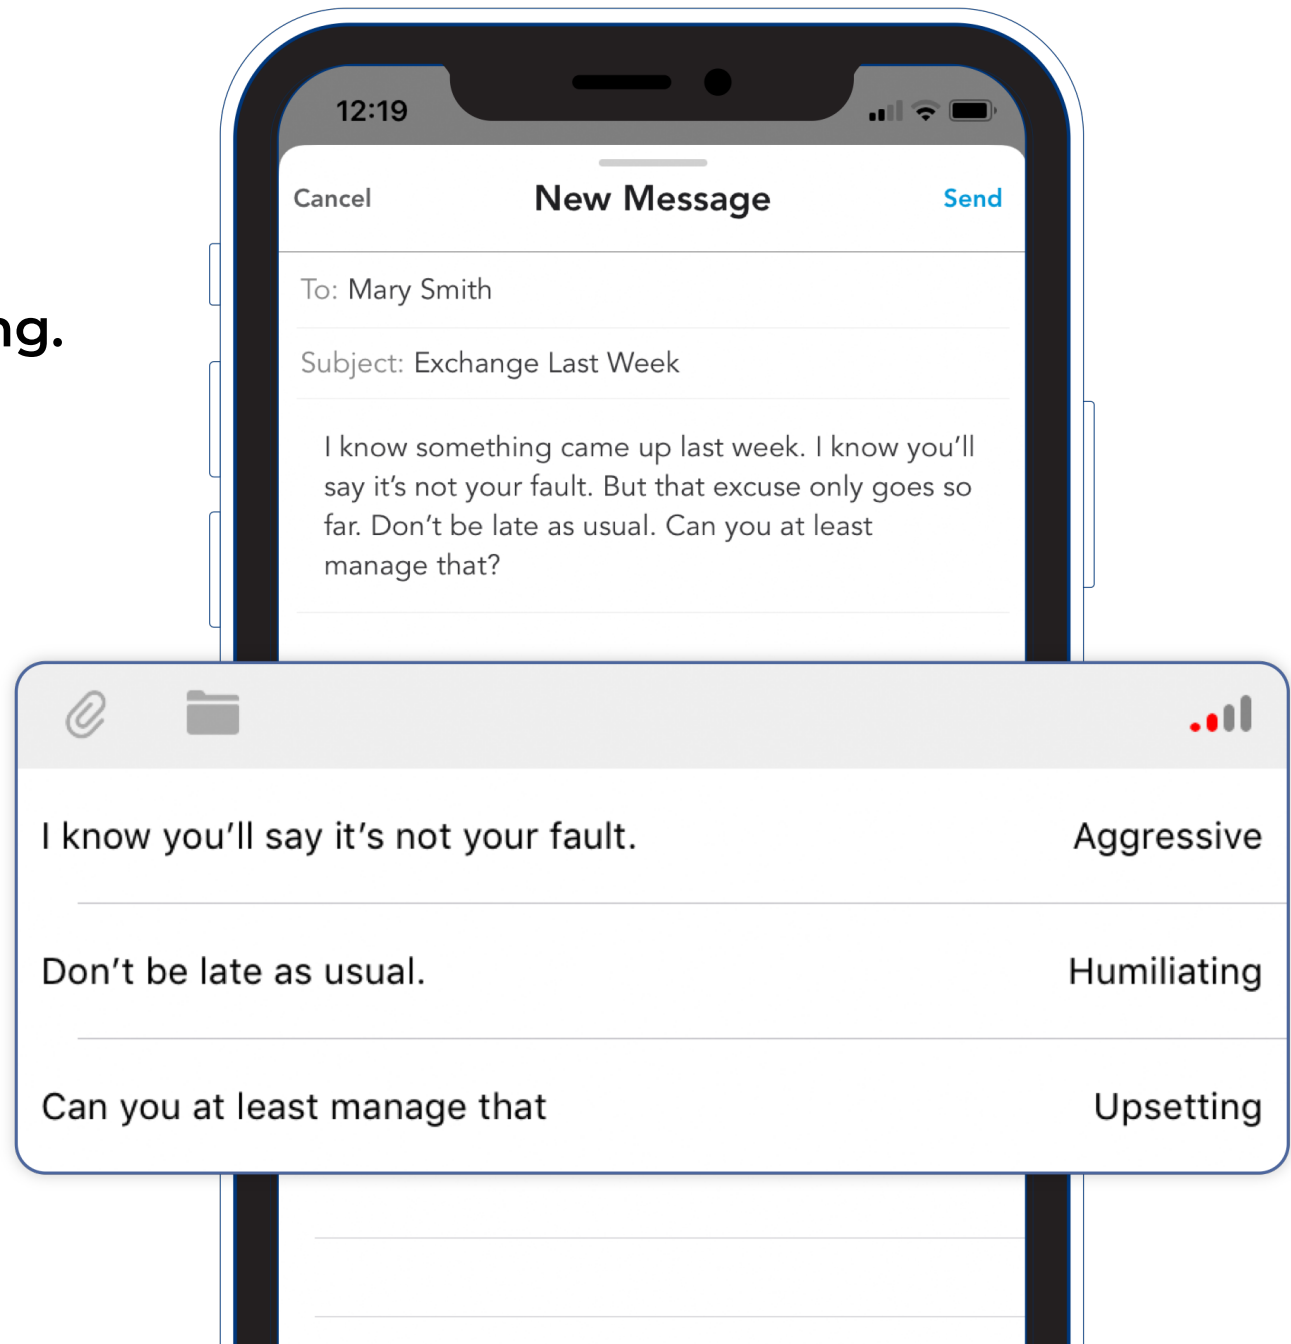 12:19
Cancel New Message Send
ng.
To: Mary Smith
Subject: Exchange Last Week
I know something came up last week. I know you’ll
say it’s not your fault. But that excuse only goes so
far. Don’t be late as usual. Can you at least
manage that?
I know you’ll say it’s not your fault. Aggressive
Don’t be late as usual. Humiliating
Can you at least manage that Upsetting